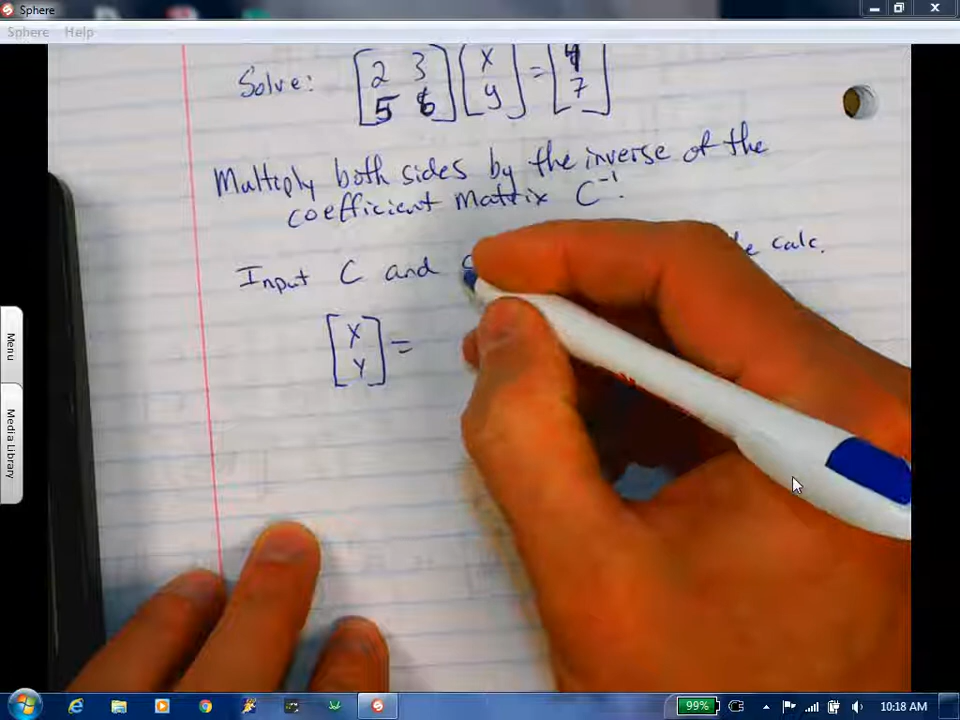 Sphere
Sphere Help
Solve: [2 3 5 6] [x y] = [4 7]
Multiply both sides by the inverse of the
coefficient matrix C⁻¹.
Input C and calc.
[x y] =
Menu
Media Library
99%
10:18 AM